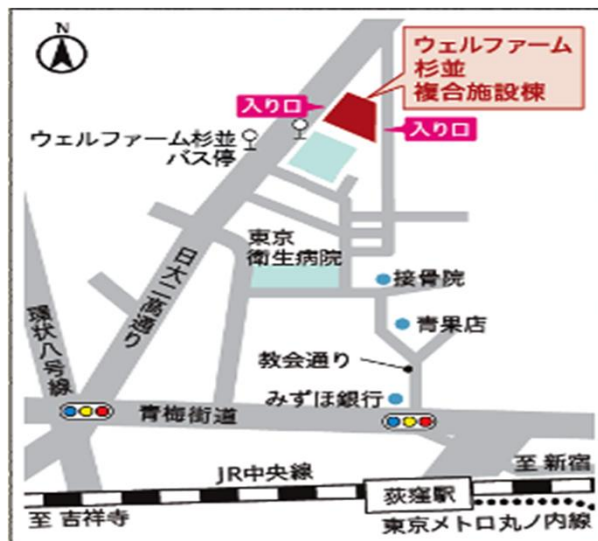 N
ウェルファーム
杉並
複合施設棟
入り口
入り口
ウェルファーム杉並
バス停
東京
衛生病院
接骨院
日大二高通り
環状八号線
青果店
教会通り
みずほ銀行
青梅街道
JR中央線
至 新宿
荻窪駅
至 吉祥寺
東京メトロ丸ノ内線